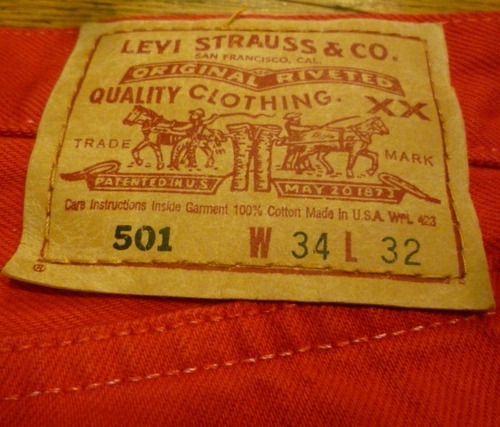 LEVI STRAUSS & CO.
SAN FRANCISCO, CAL.
ORIGINAL RIVETED
QUALITY CLOTHING. XX
TRADE MARK
PATENTED IN U.S. MAY 20 1873
Care Instructions Inside Garment 100% Cotton Made In U.S.A. WPL 423
501 W 34 L 32
®